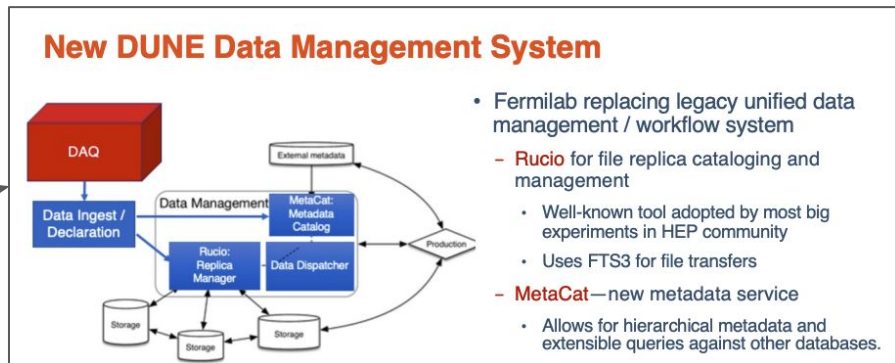 New DUNE Data Management System
DAQ
Data Ingest /
Declaration
External metadata
Data Management
MetaCat:
Metadata
Catalog
Rucio:
Replica
Manager
Data Dispatcher
Production
Storage
Storage
Storage
• Fermilab replacing legacy unified data
management / workflow system
– Rucio for file replica cataloging and
management
• Well-known tool adopted by most big
experiments in HEP community
• Uses FTS3 for file transfers
– MetaCat—new metadata service
• Allows for hierarchical metadata and
extensible queries against other databases.